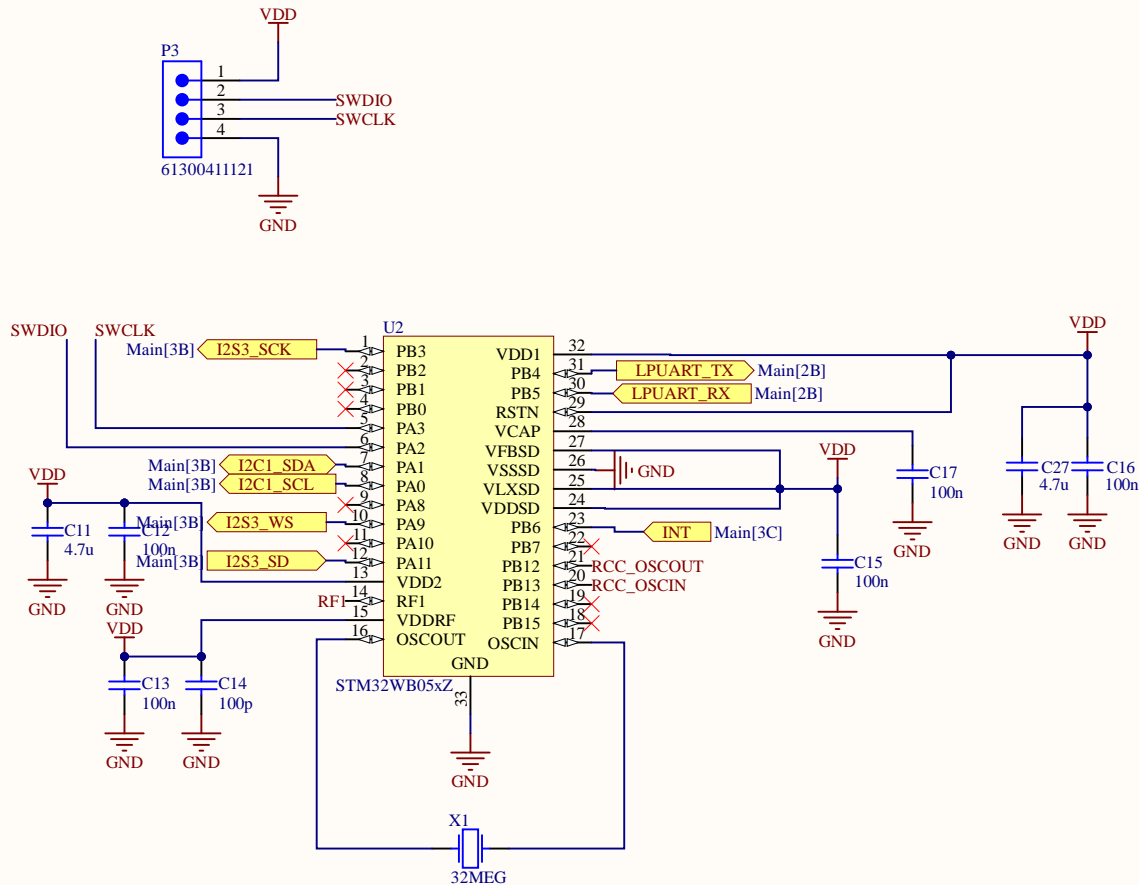 VDD
P3
1
2 SWDIO
3 SWCLK
4
61300411121
GND
SWDIO SWCLK
U2
VDD
Main[3B] I2S3_SCK 1 PB3
2 PB2
3 PB1
4 PB0
5 PA3
6 PA2
Main[3B] I2C1_SDA 7 PA1
Main[3B] I2C1_SCL 8 PA0
9 PA8
Main[3B] I2S3_WS 10 PA9
11 PA10
Main[3B] I2S3_SD 12 PA11
13 VDD2
RF1 14 RF1
15 VDDRF
16 OSCOUT
VDD1 32
PB4 31 LPUART_TX Main[2B]
PB5 30 LPUART_RX Main[2B]
RSTN 29
VCAP 28
VFBSD 27
VSSSD 26 GND
VLXSD 25
VDDSD 24
PB6 23 INT Main[3C]
PB7 22
PB12 21 RCC_OSCOUT
PB13 20 RCC_OSCIN
PB14 19
PB15 18
OSCIN 17
GND
33
STM32WB05xZ
GND
VDD
C11
4.7u
GND
C12
100n
GND
VDD
C13
100n
GND
C14
100p
GND
VDD
C15
100n
GND
C17
100n
GND
C27
4.7u
GND
C16
100n
GND
X1
32MEG